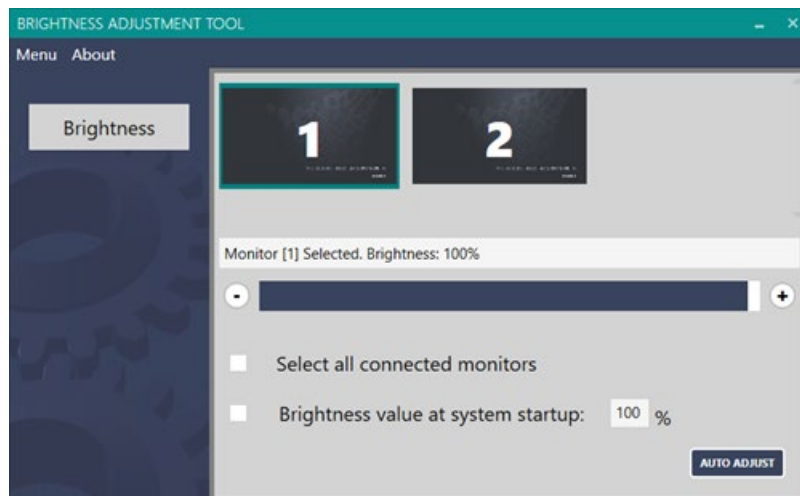 BRIGHTNESS ADJUSTMENT TOOL
Menu About
Brightness
1 2
Monitor [1] Selected. Brightness: 100%
- +
Select all connected monitors
Brightness value at system startup: 100 %
AUTO ADJUST